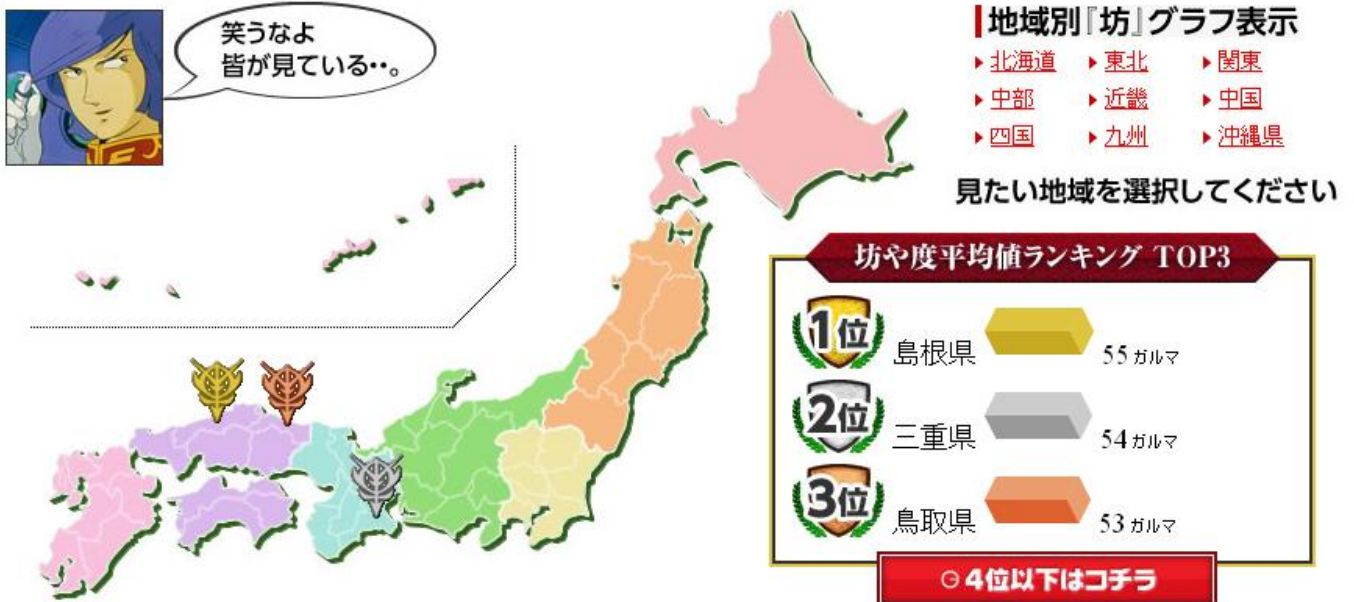 笑うなよ
皆が見ている・・。
地域別『坊』グラフ表示
北海道 東北 関東
中部 近畿 中国
四国 九州 沖縄県
見たい地域を選択してください
坊や度平均値ランキング TOP3
1位 島根県 55 ガルマ
2位 三重県 54 ガルマ
3位 鳥取県 53 ガルマ
4位以下はコチラ